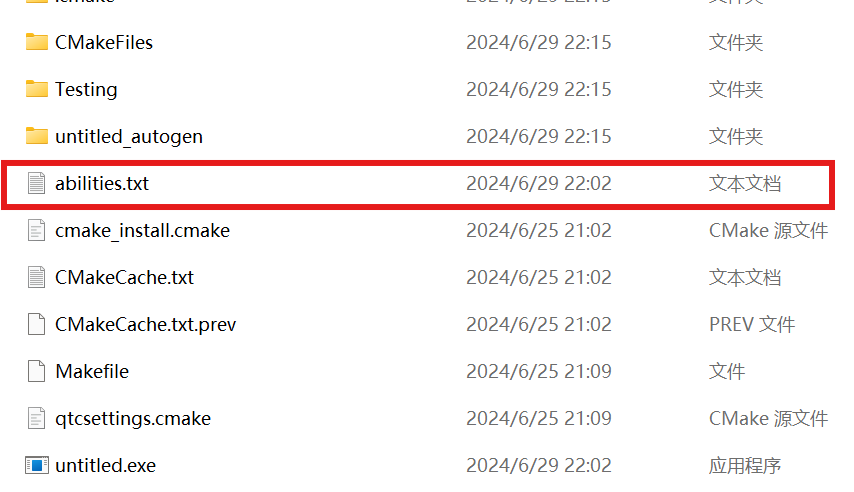 CMakeFiles 2024/6/29 22:15 文件夹
Testing 2024/6/29 22:15 文件夹
untitled_autogen 2024/6/29 22:15 文件夹
abilities.txt 2024/6/29 22:02 文本文档
cmake_install.cmake 2024/6/25 21:02 CMake 源文件
CMakeCache.txt 2024/6/25 21:02 文本文档
CMakeCache.txt.prev 2024/6/25 21:02 PREV 文件
Makefile 2024/6/25 21:09 文件
qtcsettings.cmake 2024/6/25 21:09 CMake 源文件
untitled.exe 2024/6/29 22:02 应用程序